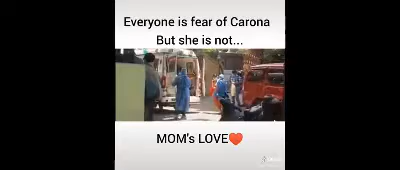 Everyone is fear of Carona
But she is not...
MOM's LOVE❤️